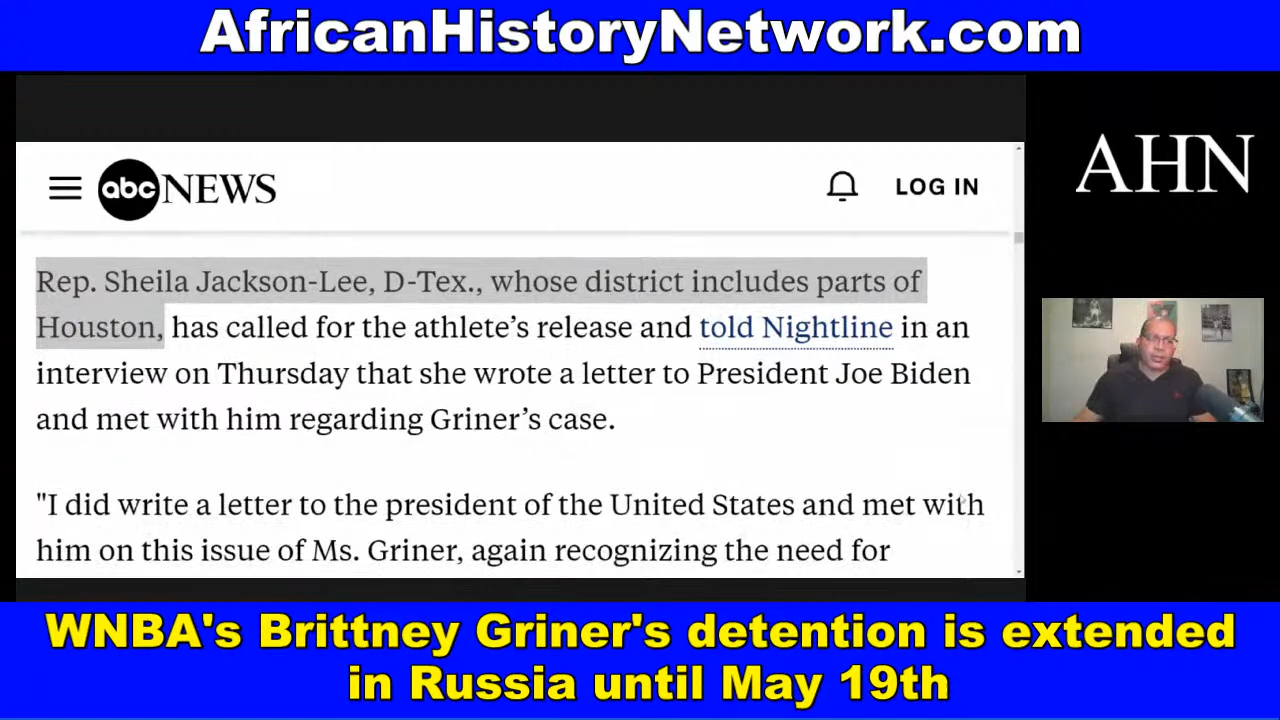 AfricanHistoryNetwork.com
AHN
abc NEWS
LOG IN
Rep. Sheila Jackson-Lee, D-Tex., whose district includes parts of
Houston, has called for the athlete’s release and told Nightline in an
interview on Thursday that she wrote a letter to President Joe Biden
and met with him regarding Griner’s case.
"I did write a letter to the president of the United States and met with
him on this issue of Ms. Griner, again recognizing the need for
WNBA's Brittney Griner's detention is extended
in Russia until May 19th